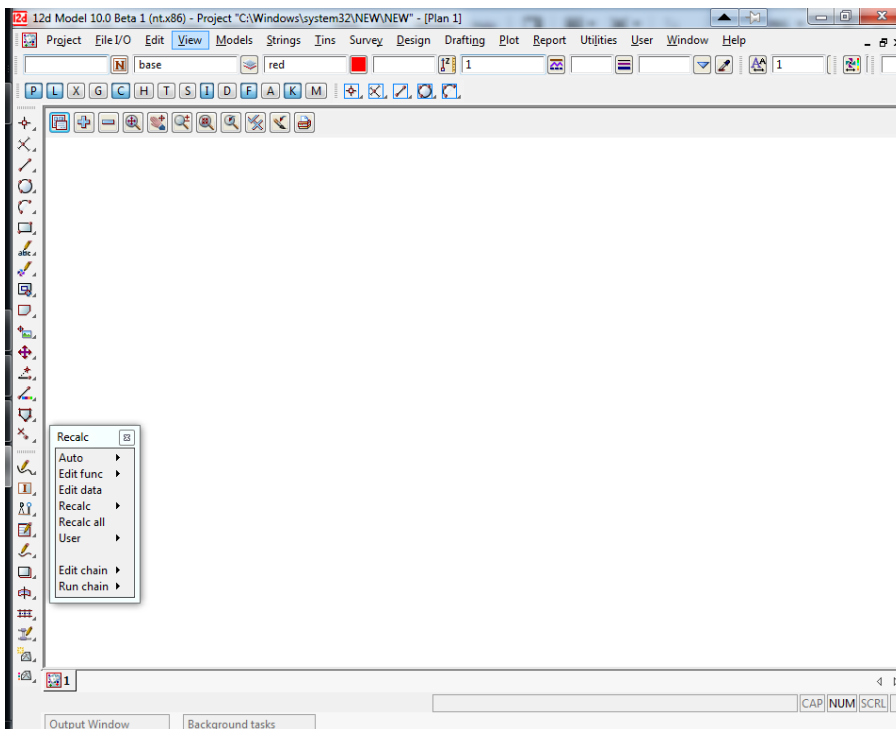 12d 12d Model 10.0 Beta 1 (nt.x86) - Project "C:\Windows\system32\NEW\NEW" - [Plan 1]
Project File I/O Edit View Models Strings Tins Survey Design Drafting Plot Report Utilities User Window Help
N base red 1 1
P L X G C H T S I D F A K M
abc
Recalc
Auto
Edit func
Edit data
Recalc
Recalc all
User
Edit chain
Run chain
1
CAP NUM SCRL
Output Window Background tasks